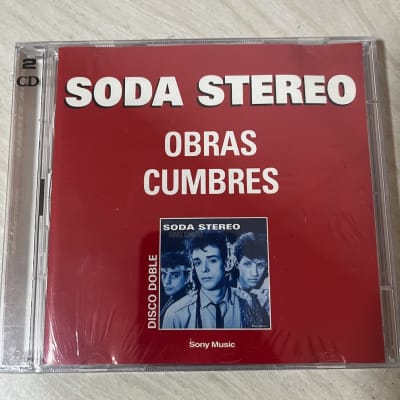 2
CD
SODA STEREO
OBRAS
CUMBRES
SODA STEREO
DISCO DOBLE
Sony Music